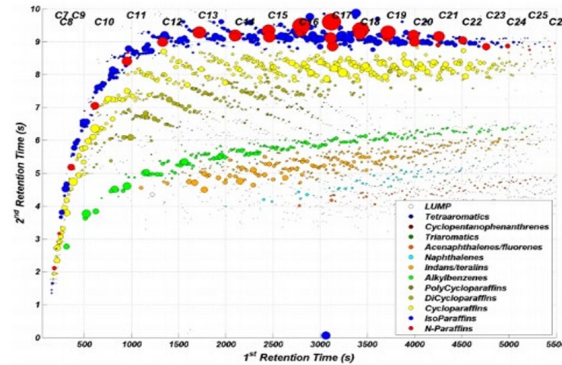 C7 C9 C11 C13 C15 C17 C19 C21 C23 C25
C8 C10 C12 C14 C16 C18 C20 C22 C24 C2
10
9
8
7
6
5
4
3
2
1
0
2nd Retention Time (s)
500 1000 1500 2000 2500 3000 3500 4000 4500 5000 5500
1st Retention Time (s)
LUMP
Tetraaromatics
Cyclopentanophenanthrenes
Triaromatics
Acenaphthalenes/fluorenes
Naphthalenes
Indans/teralins
Alkylbenzenes
PolyCycloparaffins
DiCycloparaffins
Cycloparaffins
IsoParaffins
N-Paraffins